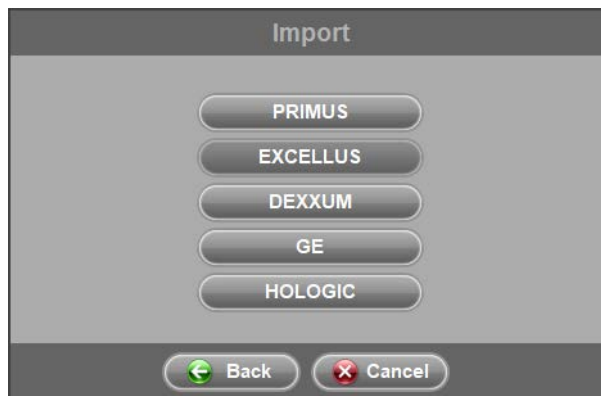 Import
PRIMUS
EXCELLUS
DEXXUM
GE
HOLOGIC
Back Cancel